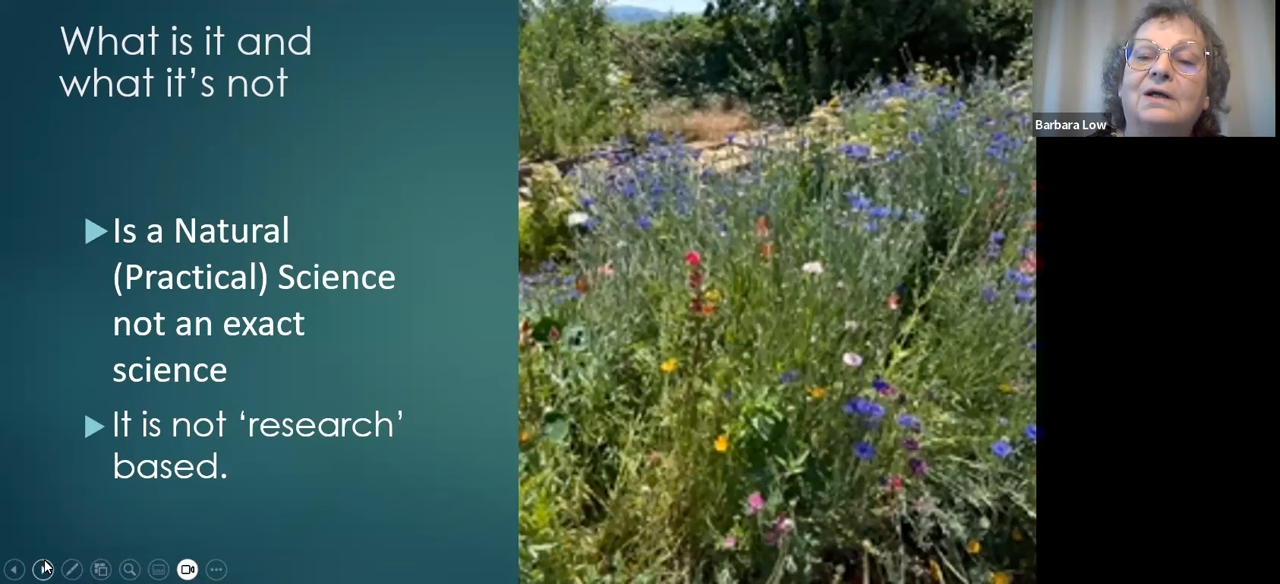 What is it and
what it's not
Is a Natural
(Practical) Science
not an exact
science
It is not ‘research’
based.
Barbara Low